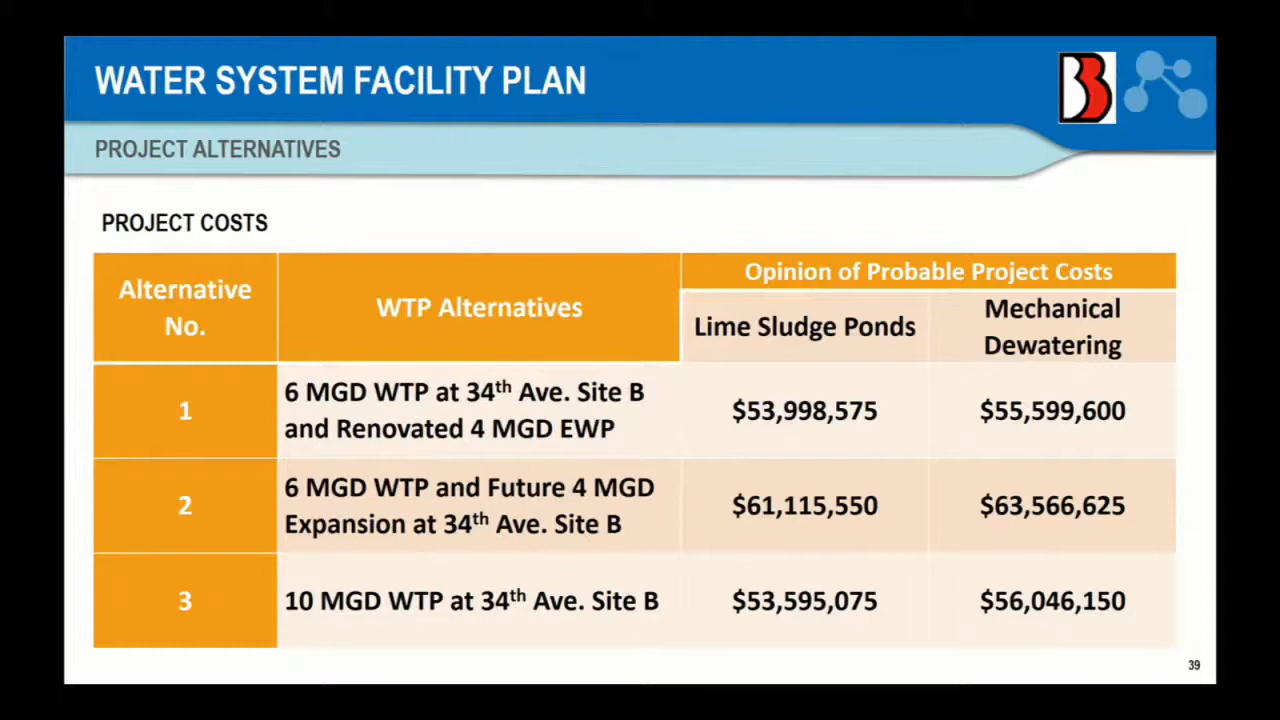 WATER SYSTEM FACILITY PLAN
PROJECT ALTERNATIVES
PROJECT COSTS
Alternative
No.
WTP Alternatives
Opinion of Probable Project Costs
Lime Sludge Ponds
Mechanical
Dewatering
1
6 MGD WTP at 34th Ave. Site B
and Renovated 4 MGD EWP
$53,998,575
$55,599,600
2
6 MGD WTP and Future 4 MGD
Expansion at 34th Ave. Site B
$61,115,550
$63,566,625
3
10 MGD WTP at 34th Ave. Site B
$53,595,075
$56,046,150
39